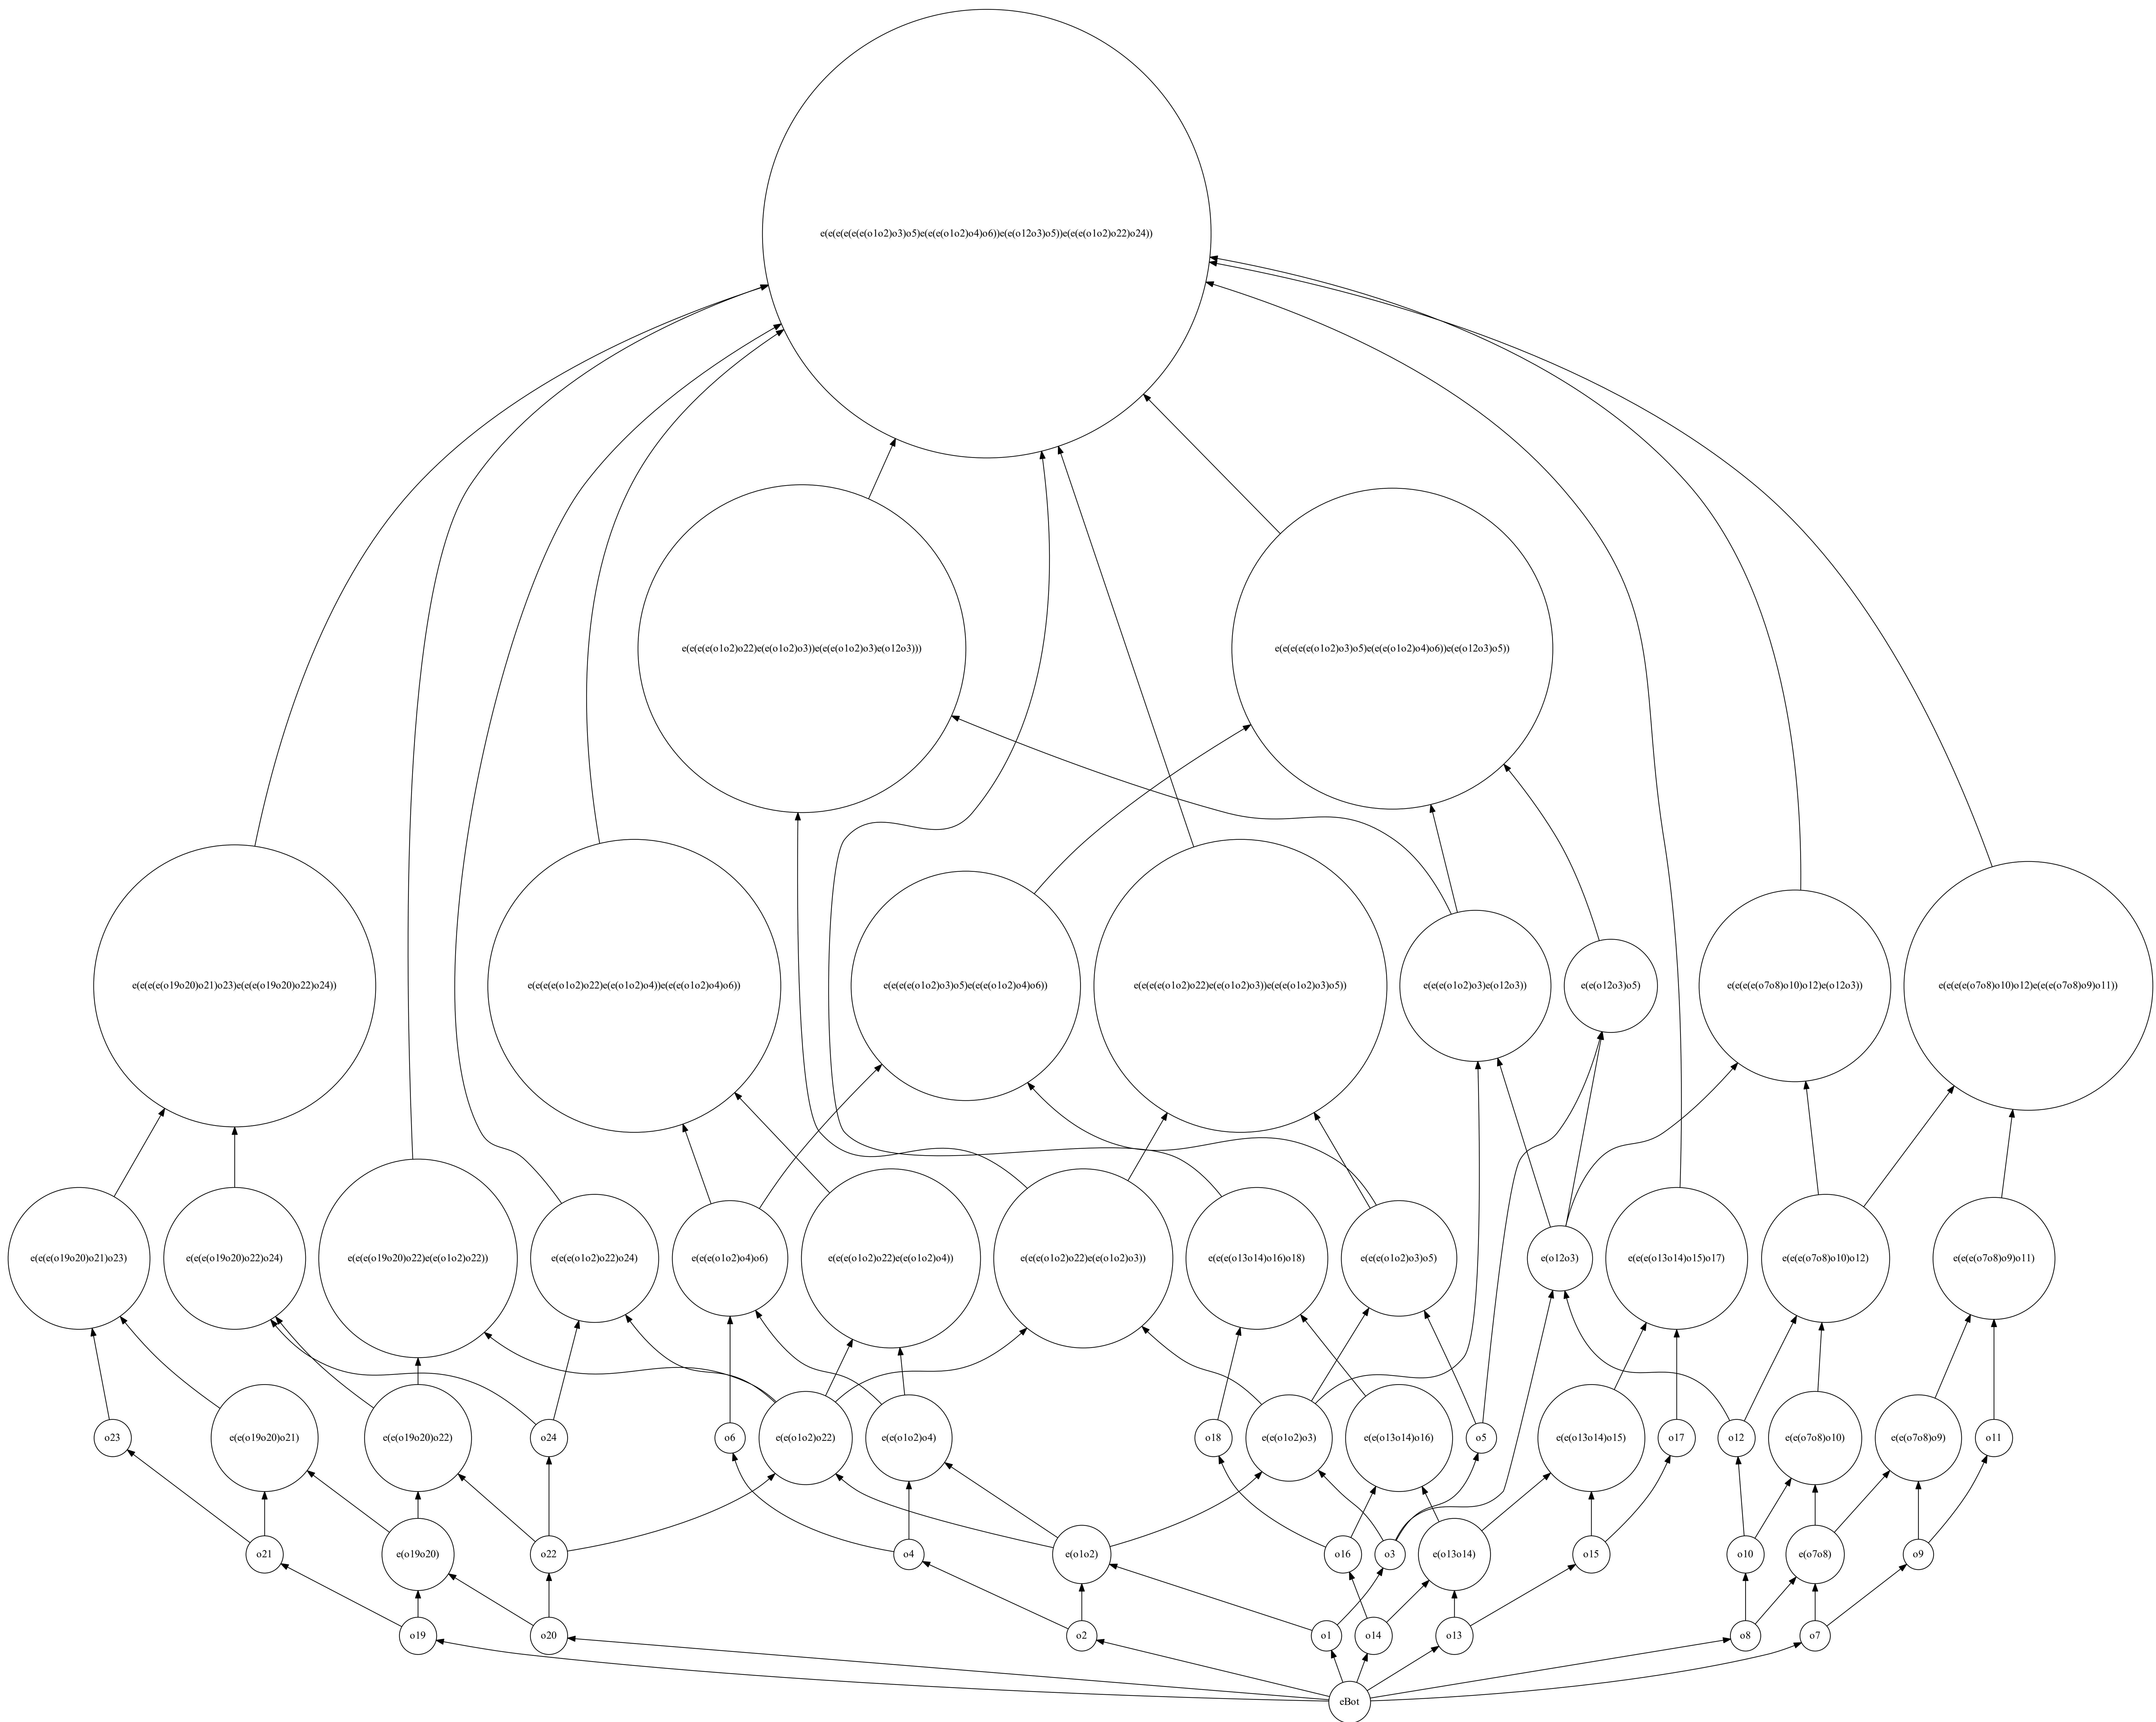 e(e(e(e(e(e(o1o2)o3)o5)e(e(e(o1o2)o4)o6))e(e(o12o3)o5))e(e(e(o1o2)o22)o24))
e(e(e(e(o1o2)o22)e(e(o1o2)o3))e(e(e(o1o2)o3)e(o12o3)))
e(e(e(e(e(o1o2)o3)o5)e(e(e(o1o2)o4)o6))e(e(o12o3)o5))
e(e(e(e(o19o20)o21)o23)e(e(e(o19o20)o22)o24))
e(e(e(e(o1o2)o22)e(e(o1o2)o4))e(e(e(o1o2)o4)o6))
e(e(e(e(o1o2)o3)o5)e(e(e(o1o2)o4)o6))
e(e(e(e(o1o2)o22)e(e(o1o2)o3))e(e(e(o1o2)o3)o5))
e(e(e(o1o2)o3)e(o12o3))
e(e(o12o3)o5)
e(e(e(e(o7o8)o10)o12)e(o12o3))
e(e(e(e(o7o8)o10)o12)e(e(e(o7o8)o9)o11))
e(e(e(o19o20)o21)o23)
e(e(e(o19o20)o22)o24)
e(e(e(o19o20)o22)e(e(o1o2)o22))
e(e(e(o1o2)o22)o24)
e(e(e(o1o2)o4)o6)
e(e(e(o1o2)o22)e(e(o1o2)o4))
e(e(e(o1o2)o22)e(e(o1o2)o3))
e(e(e(o13o14)o16)o18)
e(e(e(o1o2)o3)o5)
e(o12o3)
e(e(e(o13o14)o15)o17)
e(e(e(o7o8)o10)o12)
e(e(e(o7o8)o9)o11)
o23
e(e(o19o20)o21)
e(e(o19o20)o22)
o24
o6
e(e(o1o2)o22)
e(e(o1o2)o4)
o18
e(e(o1o2)o3)
e(e(o13o14)o16)
o5
e(e(o13o14)o15)
o17
o12
e(e(o7o8)o10)
e(e(o7o8)o9)
o11
o21
e(o19o20)
o22
o4
e(o1o2)
o16
o3
e(o13o14)
o15
o10
e(o7o8)
o9
o19
o20
o2
o1
o14
o13
o8
o7
eBot